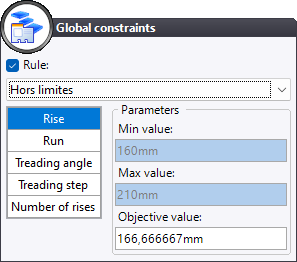 Global constraints
Rule:
Hors limites
Rise
Run
Treading angle
Treading step
Number of rises
Parameters
Min value:
160mm
Max value:
210mm
Objective value:
166,666667mm